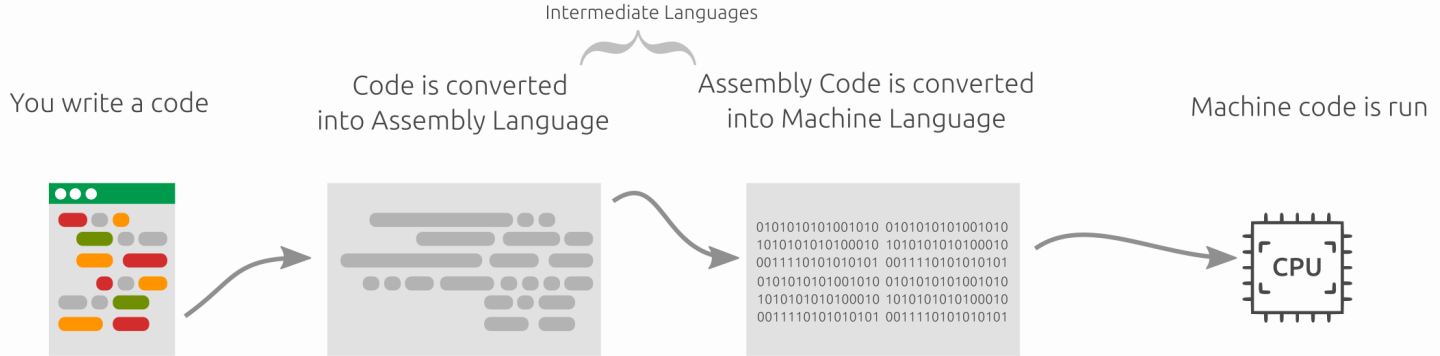 Intermediate Languages
You write a code
Code is converted
into Assembly Language
Assembly Code is converted
into Machine Language
Machine code is run
0101010101001010 0101010101001010
1010101010100010 1010101010100010
0011110101010101 0011110101010101
0101010101001010 0101010101001010
1010101010100010 1010101010100010
0011110101010101 0011110101010101
CPU